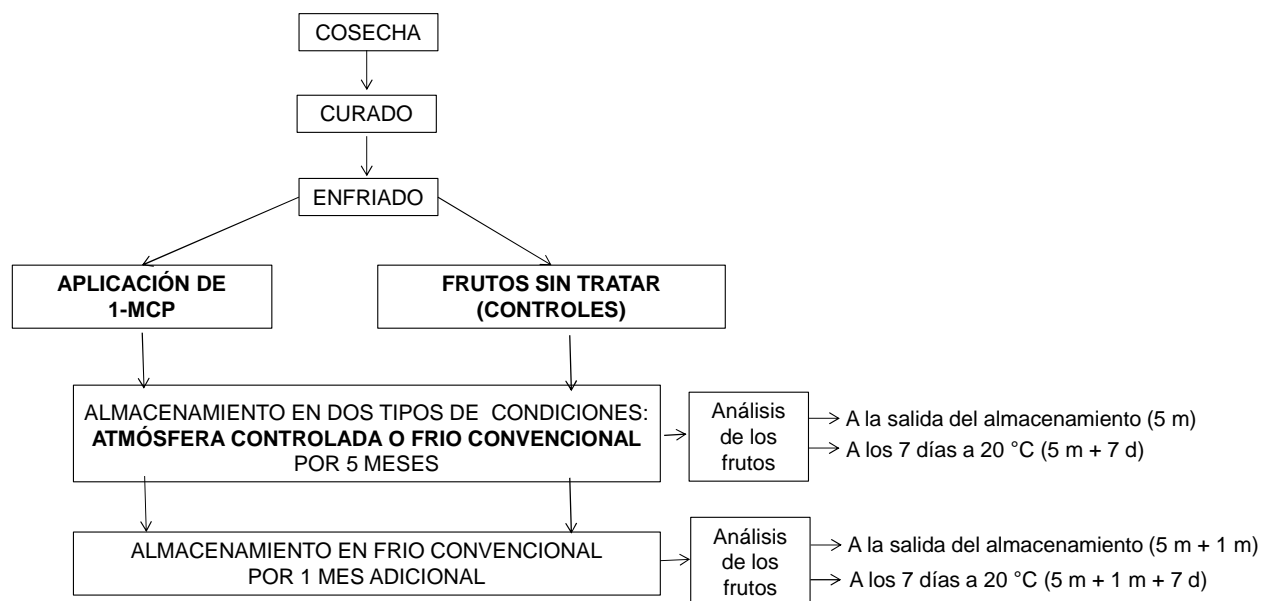 COSECHA
CURADO
ENFRIADO
APLICACIÓN DE
1-MCP
FRUTOS SIN TRATAR
(CONTROLES)
ALMACENAMIENTO EN DOS TIPOS DE CONDICIONES:
ATMÓSFERA CONTROLADA O FRIO CONVENCIONAL
POR 5 MESES
Análisis
de los
frutos
A la salida del almacenamiento (5 m)
A los 7 días a 20 °C (5 m + 7 d)
ALMACENAMIENTO EN FRIO CONVENCIONAL
POR 1 MES ADICIONAL
Análisis
de los
frutos
A la salida del almacenamiento (5 m + 1 m)
A los 7 días a 20 °C (5 m + 1 m + 7 d)